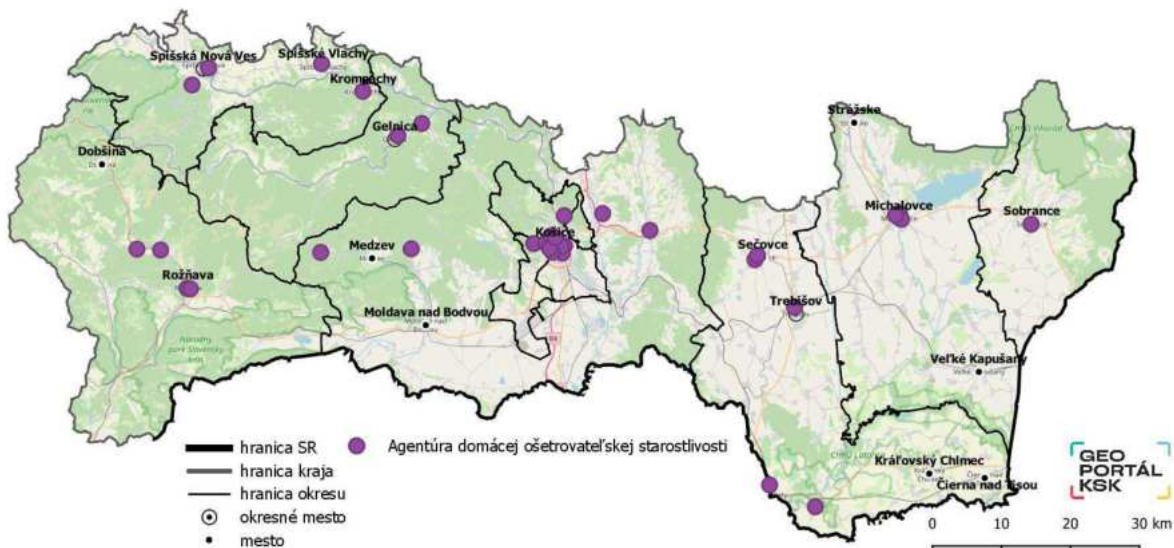 Spišská Nová Ves
Spišské Vlachy
Krompachy
Gelnica
Strážske
Dobšiná
Michalovce
Sobrance
Košice
Medzev
Sečovce
Rožňava
Trebišov
Moldava nad Bodvou
Veľké Kapušany
Kráľovský Chlmec
Čierna nad Tisou
hranica SR
Agentúra domácej ošetrovateľskej starostlivosti
hranica kraja
hranica okresu
okresné mesto
mesto
GEO
PORTÁL
KSK
0 10 20 30 km